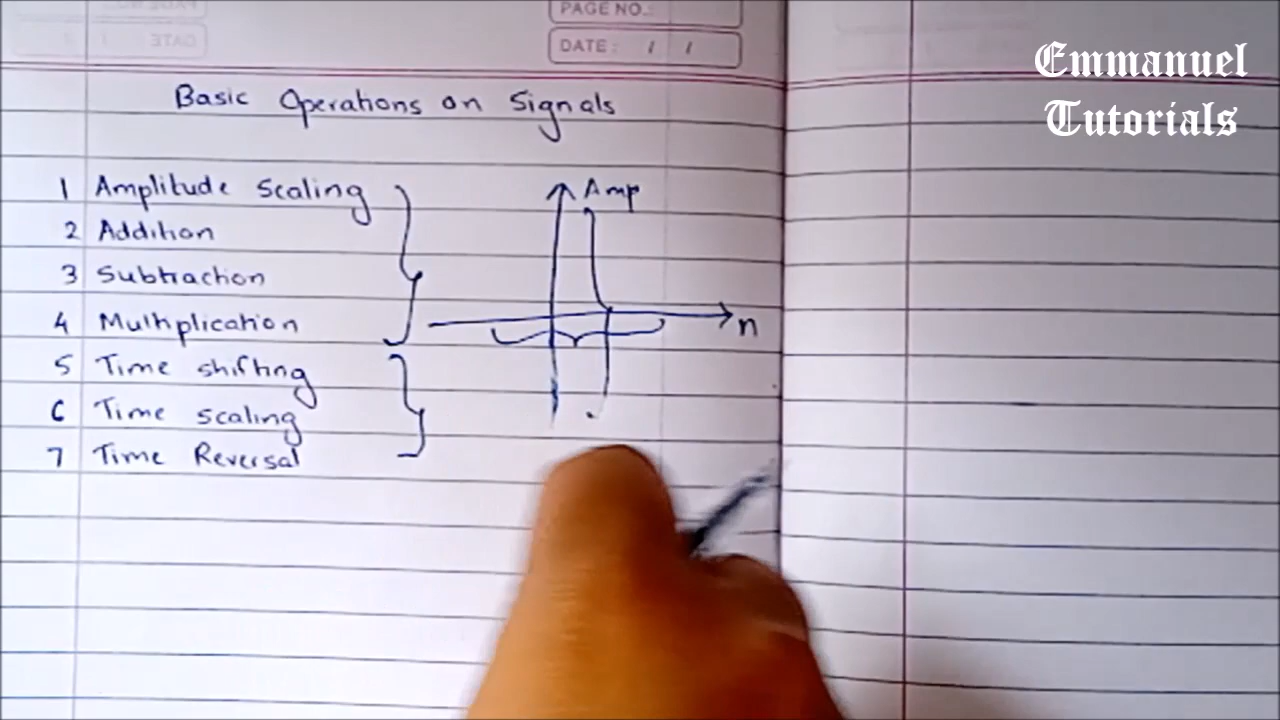 PAGE NO.:
DATE: / /
Emmanuel
Tutorials
Basic Operations on Signals
1 Amplitude Scaling
2 Addition
3 Subtraction
4 Multiplication
5 Time shifting
6 Time scaling
7 Time Reversal
Amp
n